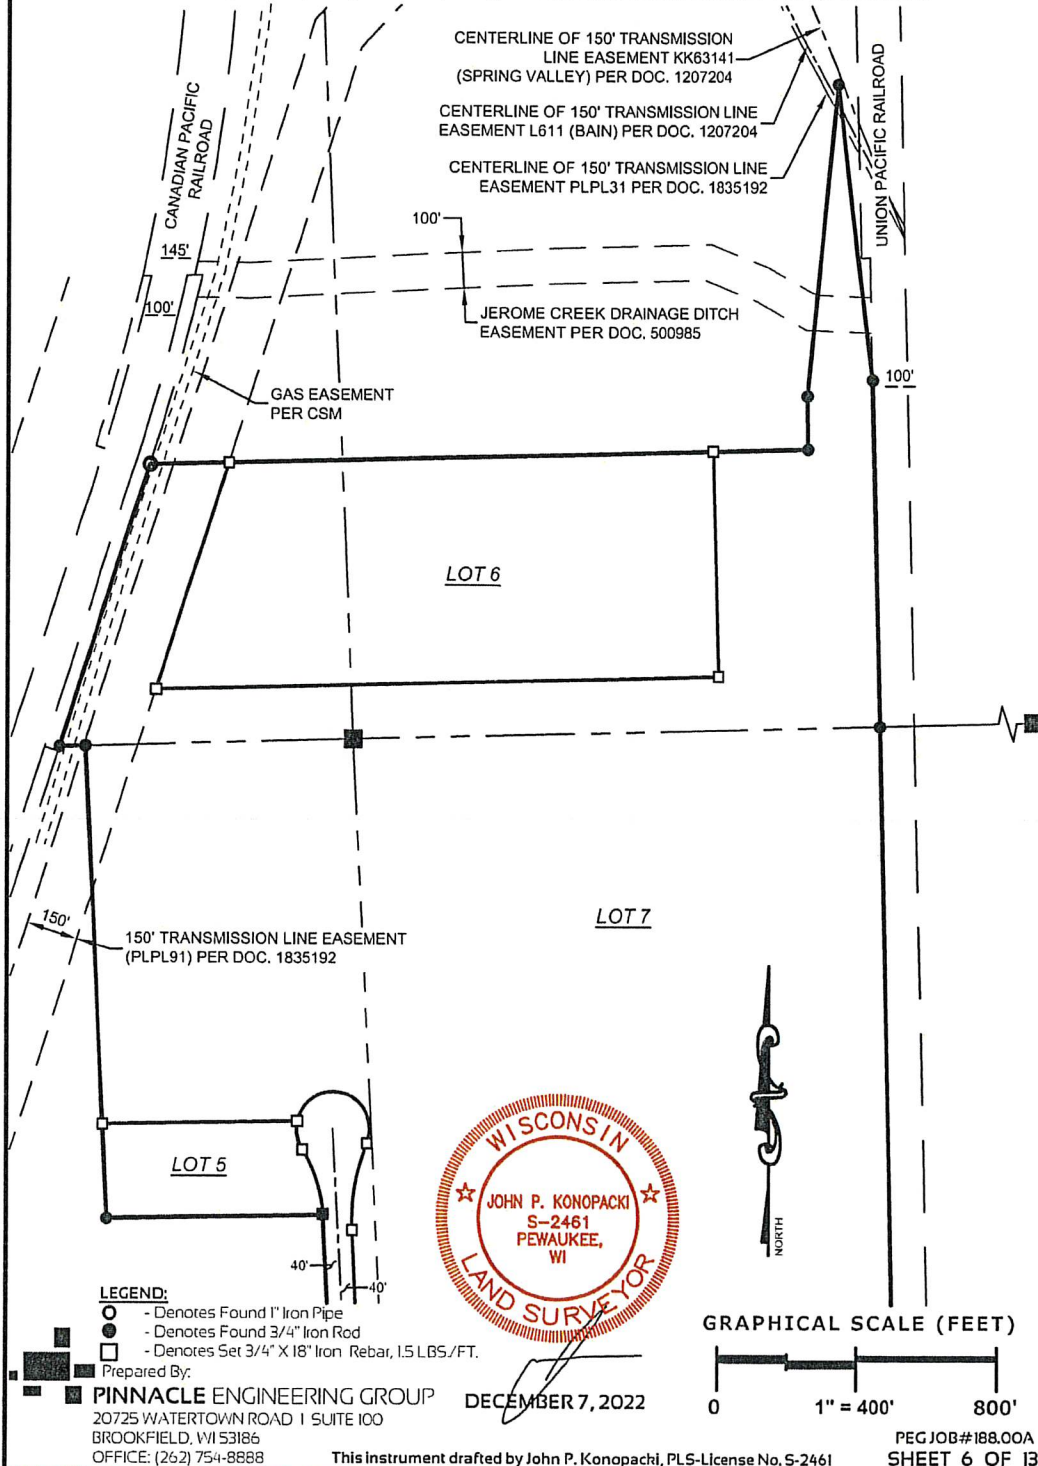 CENTERLINE OF 150' TRANSMISSION
LINE EASEMENT KK63141
(SPRING VALLEY) PER DOC. 1207204
CENTERLINE OF 150' TRANSMISSION LINE
EASEMENT L611 (BAIN) PER DOC. 1207204
CENTERLINE OF 150' TRANSMISSION LINE
EASEMENT PLPL31 PER DOC. 1835192
UNION PACIFIC RAILROAD
CANADIAN PACIFIC
RAILROAD
145'
100'
100'
JEROME CREEK DRAINAGE DITCH
EASEMENT PER DOC. 500985
GAS EASEMENT
PER CSM
100'
LOT 6
LOT 7
150'
150' TRANSMISSION LINE EASEMENT
(PLPL91) PER DOC. 1835192
LOT 5
40'
40'
WISCONSIN
JOHN P. KONOPACKI
S-2461
PEWAUKEE,
WI
LAND SURVEYOR
NORTH
LEGEND:
- Denotes Found 1" Iron Pipe
- Denotes Found 3/4" Iron Rod
- Denotes Set 3/4" X 18" Iron Rebar, 1.5 LBS/FT.
Prepared By:
PINNACLE ENGINEERING GROUP
20725 WATERTOWN ROAD | SUITE 100
BROOKFIELD, WI 53186
OFFICE: (262) 754-8888
DECEMBER 7, 2022
GRAPHICAL SCALE (FEET)
0 1" = 400' 800'
This instrument drafted by John P. Konopacki, PLS-License No. S-2461
PEG JOB#188.00A
SHEET 6 OF 13